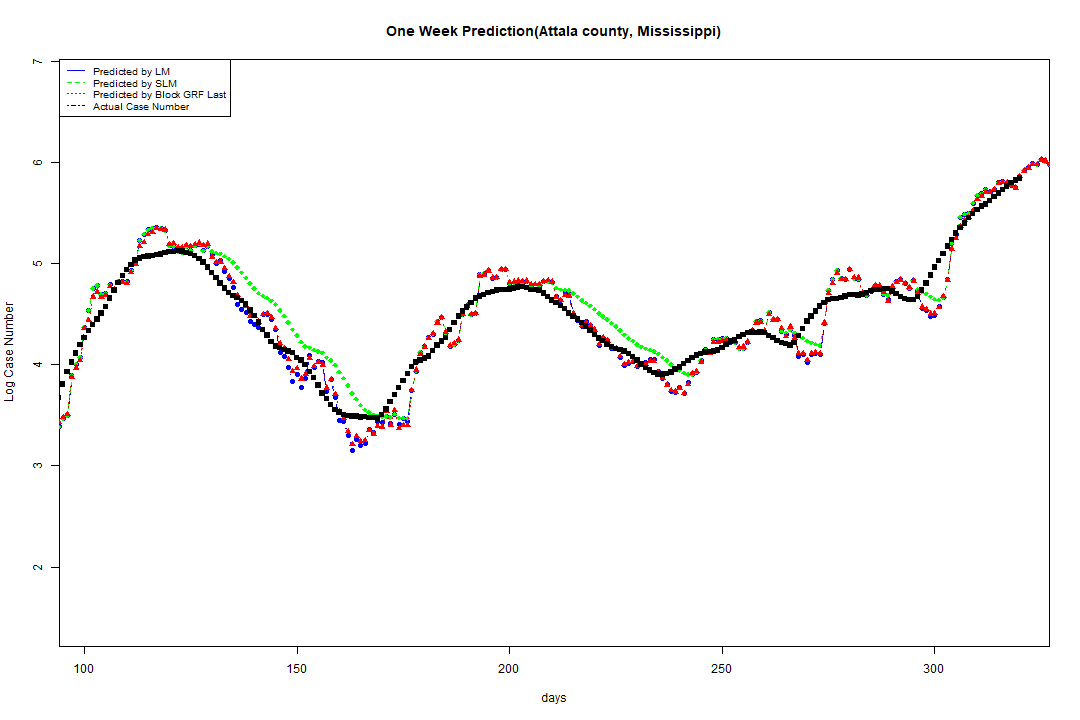 One Week Prediction(Attala county, Mississippi)
Predicted by LM
Predicted by SLM
Predicted by Block GRF Last
Actual Case Number
7
6
5
4
3
2
Log Case Number
100 150 200 250 300
days